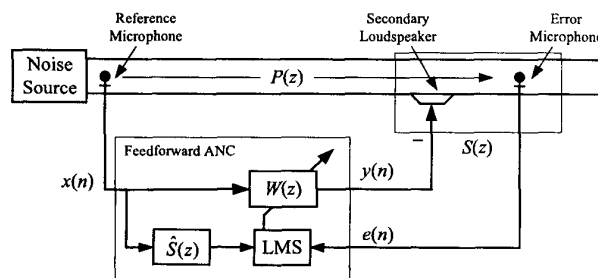 Reference
Microphone
Secondary
Loudspeaker
Error
Microphone
Noise
Source
P(z)
S(z)
Feedforward ANC
x(n)
W(z)
y(n)
–
Ŝ(z)
LMS
e(n)